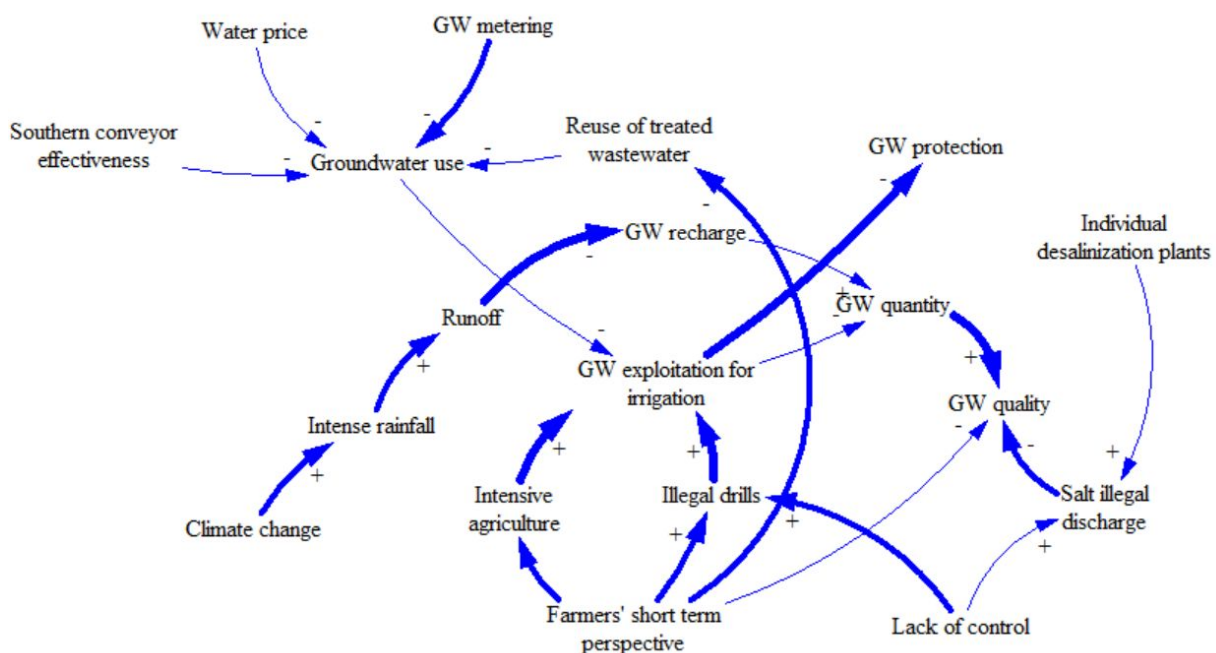 Water price
GW metering
Southern conveyor
effectiveness
-
-
-
Groundwater use
-
Reuse of treated
wastewater
-
GW protection
-
GW recharge
-
Individual
desalinization plants
Runoff
+
-
GW exploitation for
irrigation
+
-
GW quantity
+
Intense rainfall
+
GW quality
-
-
Climate change
Intensive
agriculture
+
Illegal drills
+
+
+
Salt illegal
discharge
+
+
Farmers' short term
perspective
Lack of control